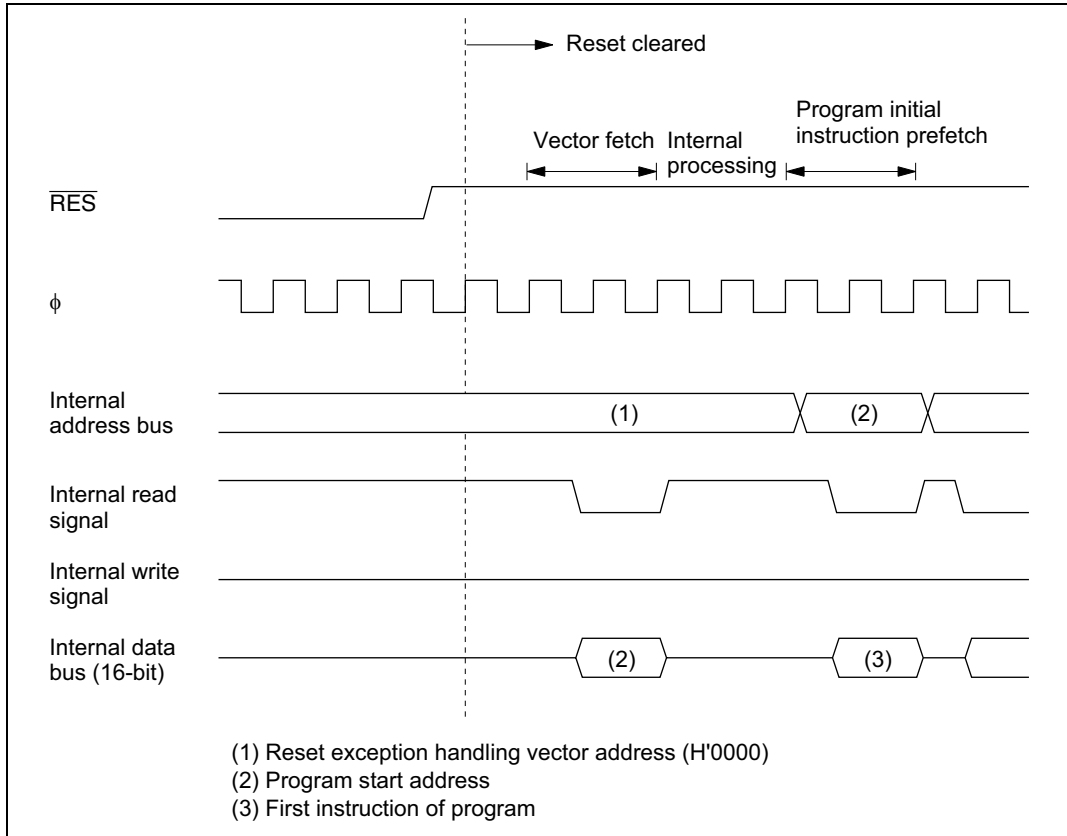 Reset cleared
Program initial
instruction prefetch
Vector fetch
Internal
processing
RES
ϕ
Internal
address bus
(1)
(2)
Internal read
signal
Internal write
signal
Internal data
bus (16-bit)
(2)
(3)
(1) Reset exception handling vector address (H'0000)
(2) Program start address
(3) First instruction of program